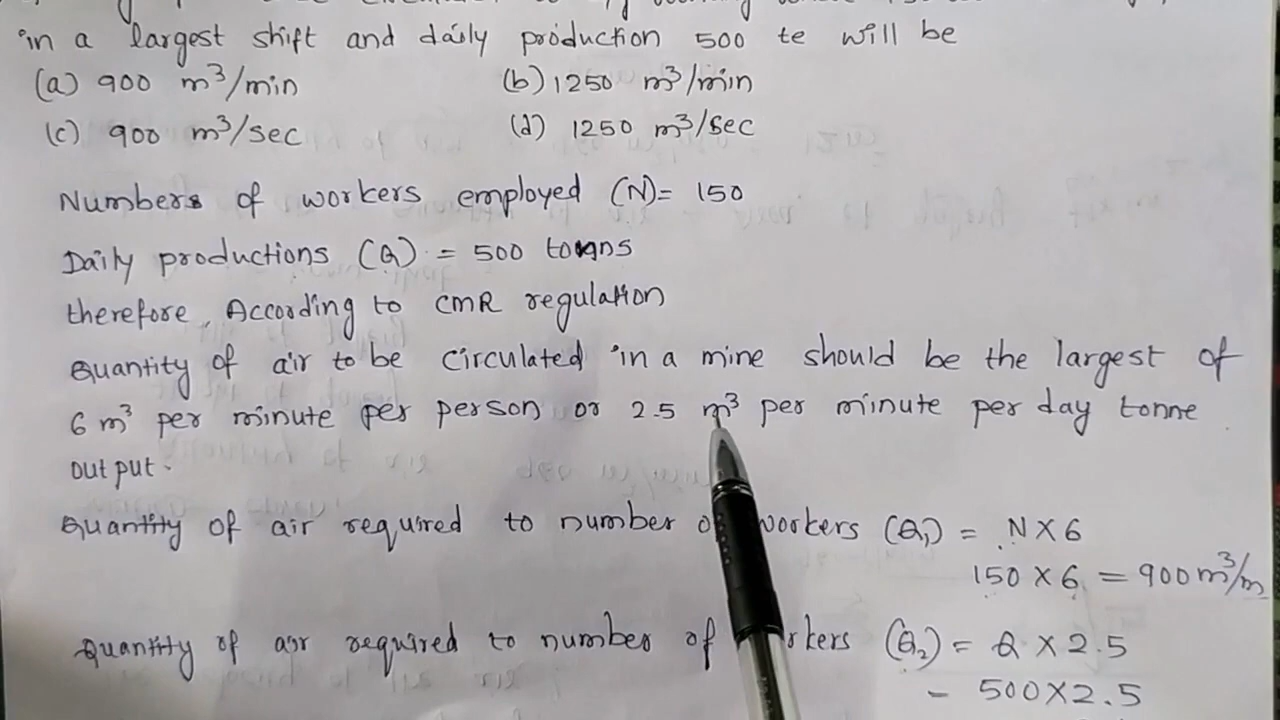 in a largest shift and daily production 500 te will be
(a) 900 m³/min (b) 1250 m³/min
(c) 900 m³/sec (d) 1250 m³/sec
Numbers of workers employed (N)= 150
Daily productions (Q) = 500 tonns
therefore, According to CMR regulation
Quantity of air to be circulated in a mine should be the largest of
6 m³ per minute per person or 2.5 m³ per minute per day tonne
output.
Quantity of air required to number of workers (Q₁) = N×6
150 × 6 = 900 m³/m
Quantity of air required to number of workers (Q₂) = Q × 2.5
- 500×2.5